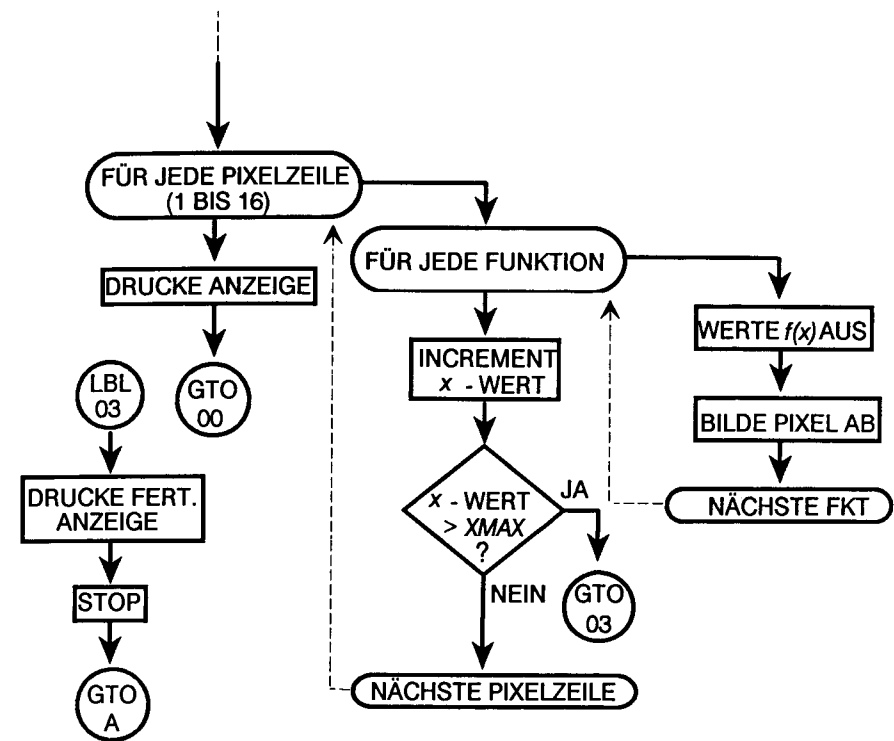 FÜR JEDE PIXELZEILE
(1 BIS 16)
DRUCKE ANZEIGE
GTO
00
LBL
03
DRUCKE FERT.
ANZEIGE
STOP
GTO
A
FÜR JEDE FUNKTION
INCREMENT
x - WERT
x - WERT
> XMAX
?
JA
NEIN
GTO
03
NÄCHSTE PIXELZEILE
WERTE f(x) AUS
BILDE PIXEL AB
NÄCHSTE FKT